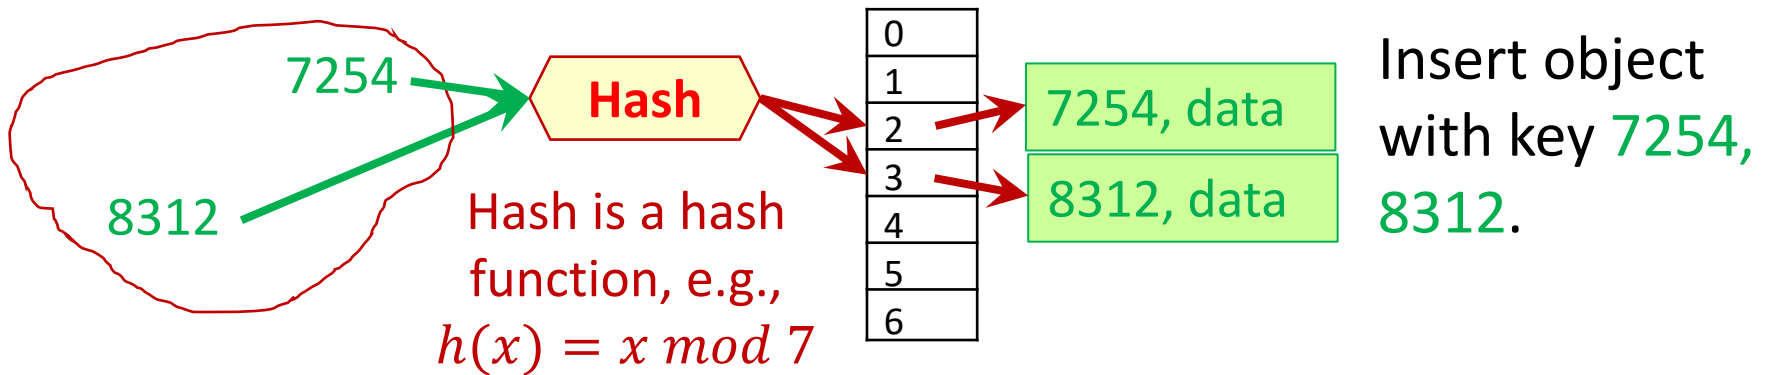 7254
8312
Hash
Hash is a hash
function, e.g.,
h(x) = x mod 7
0
1
2
3
4
5
6
7254, data
8312, data
Insert object
with key 7254,
8312.